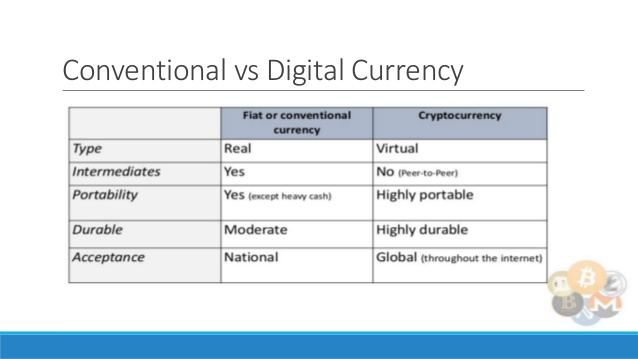 Conventional vs Digital Currency
Fiat or conventional currency Cryptocurrency
Type Real Virtual
Intermediates Yes No (Peer-to-Peer)
Portability Yes (except heavy cash) Highly portable
Durable Moderate Highly durable
Acceptance National Global (throughout the internet)